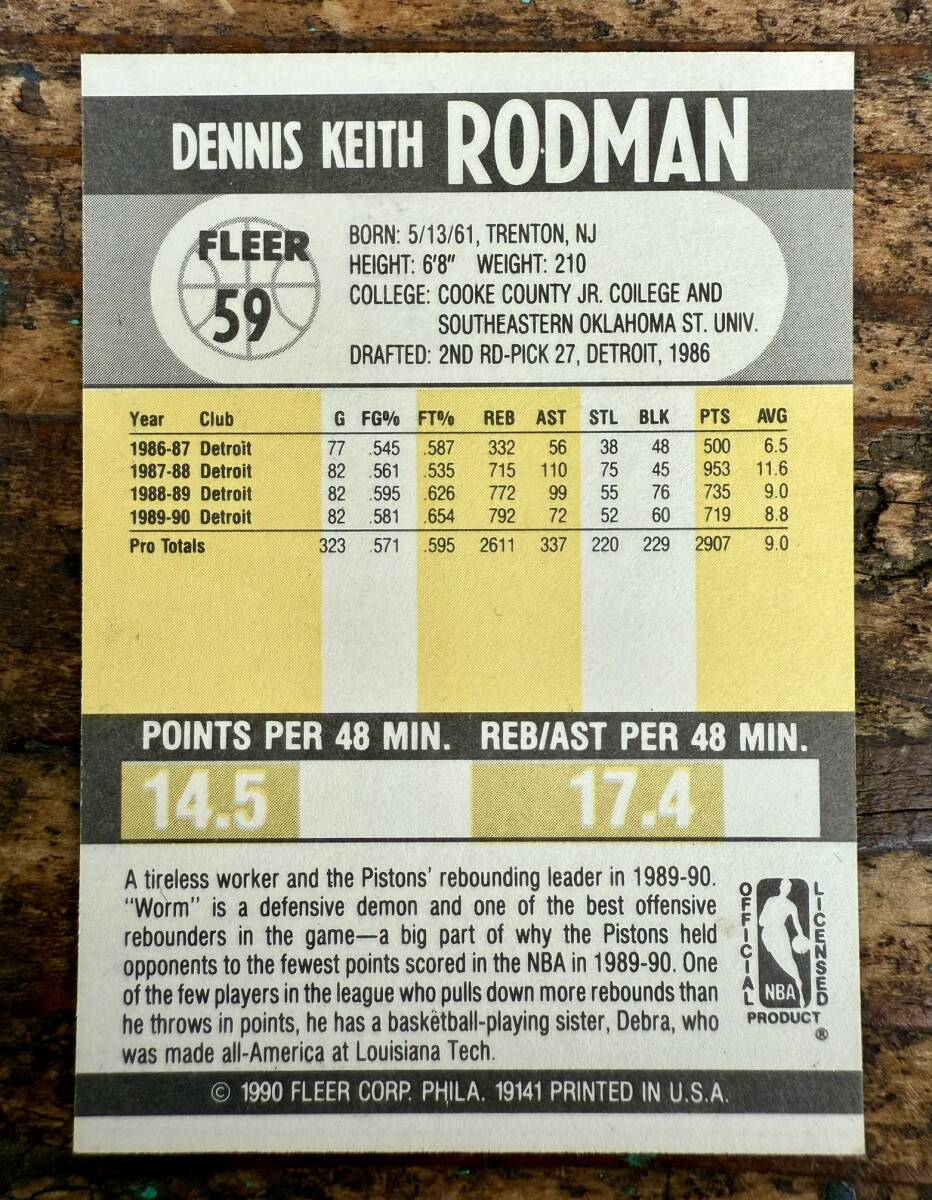 DENNIS KEITH RODMAN
FLEER
59
BORN: 5/13/61, TRENTON, NJ
HEIGHT: 6'8" WEIGHT: 210
COLLEGE: COOKE COUNTY JR. COILEGE AND
SOUTHEASTERN OKLAHOMA ST. UNIV.
DRAFTED: 2ND RD-PICK 27, DETROIT, 1986
Year Club G FG% FT% REB AST STL BLK PTS AVG
1986-87 Detroit 77 .545 .587 332 56 38 48 500 6.5
1987-88 Detroit 82 .561 .535 715 110 75 45 953 11.6
1988-89 Detroit 82 .595 .626 772 99 55 76 735 9.0
1989-90 Detroit 82 .581 .654 792 72 52 60 719 8.8
Pro Totals 323 .571 .595 2611 337 220 229 2907 9.0
POINTS PER 48 MIN. REB/AST PER 48 MIN.
14.5 17.4
A tireless worker and the Pistons' rebounding leader in 1989-90.
"Worm" is a defensive demon and one of the best offensive
rebounders in the game—a big part of why the Pistons held
opponents to the fewest points scored in the NBA in 1989-90. One
of the few players in the league who pulls down more rebounds than
he throws in points, he has a basketball-playing sister, Debra, who
was made all-America at Louisiana Tech.
OFFICIAL
LICENSED
NBA
PRODUCT
®
© 1990 FLEER CORP. PHILA. 19141 PRINTED IN U.S.A.